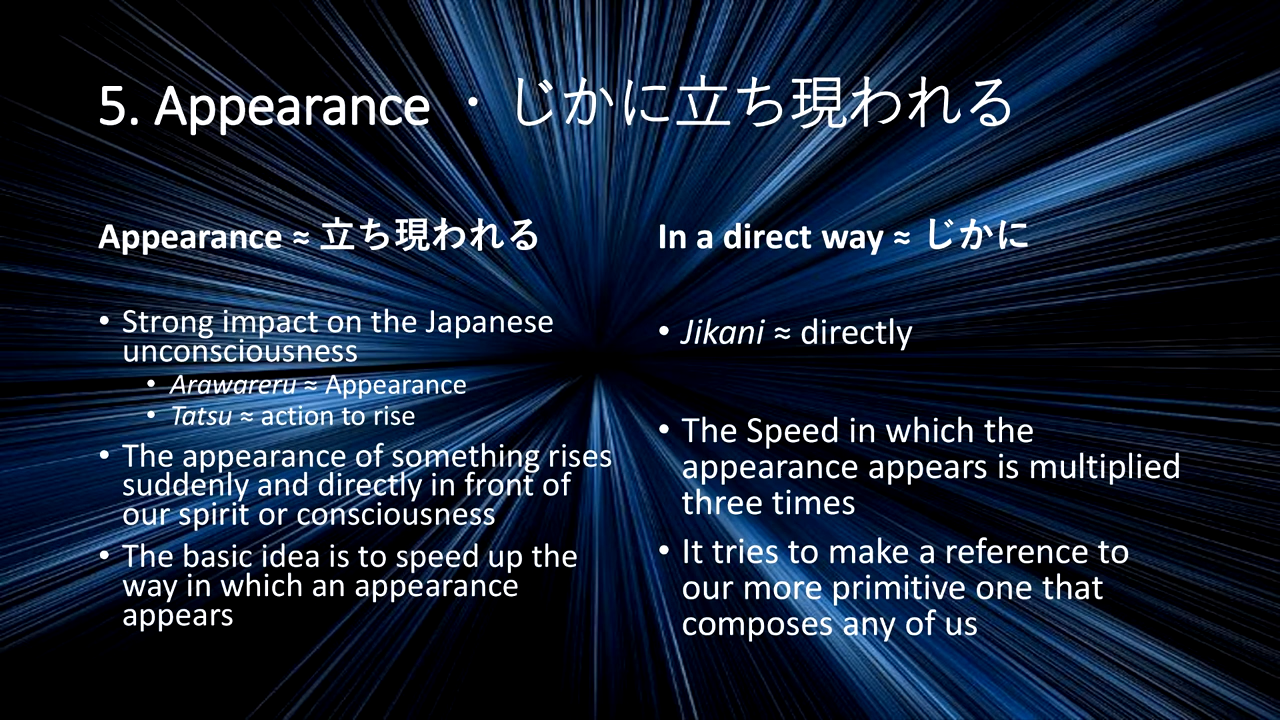 5. Appearance ・じかに立ち現われる
Appearance ≈ 立ち現われる
• Strong impact on the Japanese
unconsciousness
• Arawareru ≈ Appearance
• Tatsu ≈ action to rise
• The appearance of something rises
suddenly and directly in front of
our spirit or consciousness
• The basic idea is to speed up the
way in which an appearance
appears
In a direct way ≈ じかに
• Jikani ≈ directly
• The Speed in which the
appearance appears is multiplied
three times
• It tries to make a reference to
our more primitive one that
composes any of us